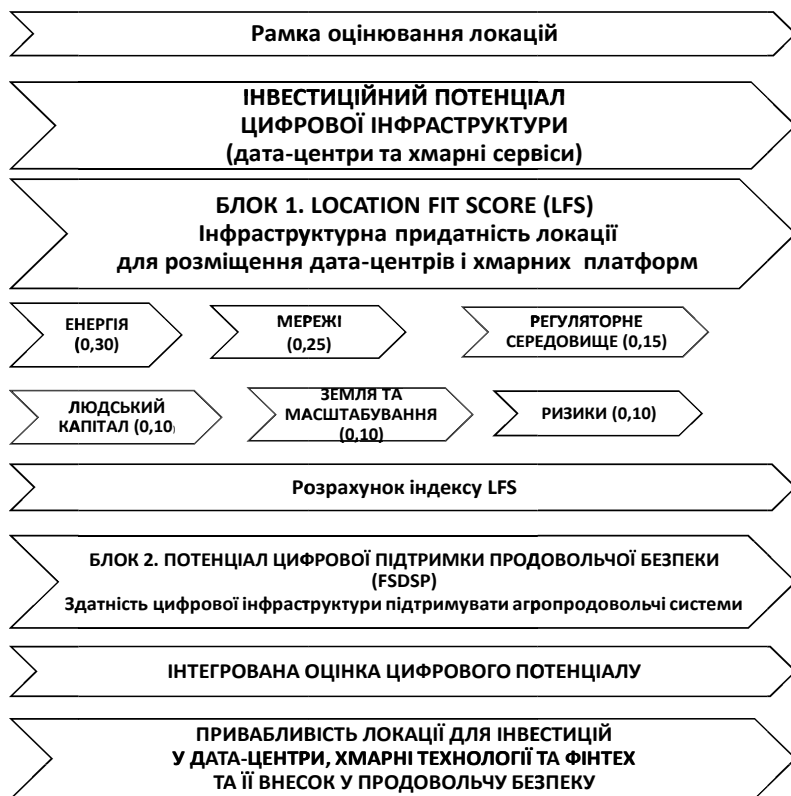 Рамка оцінювання локацій
ІНВЕСТИЦІЙНИЙ ПОТЕНЦІАЛ
ЦИФРОВОЇ ІНФРАСТРУКТУРИ
(дата-центри та хмарні сервіси)
БЛОК 1. LOCATION FIT SCORE (LFS)
Інфраструктурна придатність локації
для розміщення дата-центрів і хмарних платформ
ЕНЕРГІЯ
(0,30)
МЕРЕЖІ
(0,25)
РЕГУЛЯТОРНЕ
СЕРЕДОВИЩЕ (0,15)
ЛЮДСЬКИЙ
КАПІТАЛ (0,10)
ЗЕМЛЯ ТА
МАСШТАБУВАННЯ
(0,10)
РИЗИКИ (0,10)
Розрахунок індексу LFS
БЛОК 2. ПОТЕНЦІАЛ ЦИФРОВОЇ ПІДТРИМКИ ПРОДОВОЛЬЧОЇ БЕЗПЕКИ
(FSDSP)
Здатність цифрової інфраструктури підтримувати агропродовольчі системи
ІНТЕГРОВАНА ОЦІНКА ЦИФРОВОГО ПОТЕНЦІАЛУ
ПРИВАБЛИВІСТЬ ЛОКАЦІЇ ДЛЯ ІНВЕСТИЦІЙ
У ДАТА-ЦЕНТРИ, ХМАРНІ ТЕХНОЛОГІЇ ТА ФІНТЕХ
ТА ЇЇ ВНЕСОК У ПРОДОВОЛЬЧУ БЕЗПЕКУ